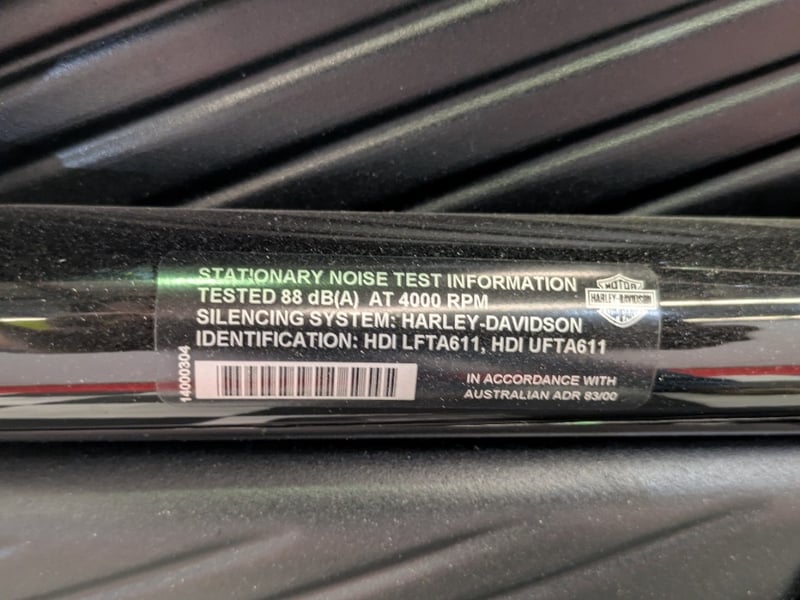 STATIONARY NOISE TEST INFORMATION
TESTED 88 dB(A) AT 4000 RPM
SILENCING SYSTEM: HARLEY-DAVIDSON
IDENTIFICATION: HDI LFTA611, HDI UFTA611
MOTOR
HARLEY-DAVIDSON
14000304
IN ACCORDANCE WITH
AUSTRALIAN ADR 83/00